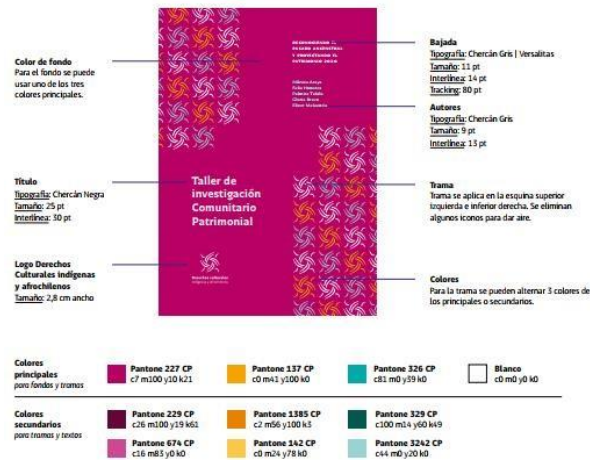 Color de fondo
Para el fondo se puede
usar uno de los tres
colores principales.
Título
Tipografía: Chercán Negra
Tamaño: 25 pt
Interlínea: 30 pt
Logo Derechos
Culturales indígenas
y afrochilenos
Tamaño: 2,8 cm ancho
Taller de
investigación
Comunitario
Patrimonial
Bajada
Tipografía: Chercán Gris | Versalitas
Tamaño: 11 pt
Interlínea: 14 pt
Tracking: 80 pt
Autores
Tipografía: Chercán Gris
Tamaño: 9 pt
Interlínea: 13 pt
Trama
Trama se aplica en la esquina superior
izquierda e inferior derecha. Se eliminan
algunos iconos para dar aire.
Colores
Para la trama se pueden alternar 3 colores de
los principales o secundarios.
Colores
principales
para fondos y tramas
Pantone 227 CP
c7 m100 y10 k21
Pantone 137 CP
c0 m41 y100 k0
Pantone 326 CP
c81 m0 y39 k0
Blanco
c0 m0 y0 k0
Colores
secundarios
para tramas y textos
Pantone 229 CP
c26 m100 y19 k61
Pantone 1385 CP
c2 m56 y100 k3
Pantone 329 CP
c100 m14 y60 k49
Pantone 674 CP
c16 m83 y0 k0
Pantone 142 CP
c0 m24 y78 k0
Pantone 3242 CP
c44 m0 y20 k0